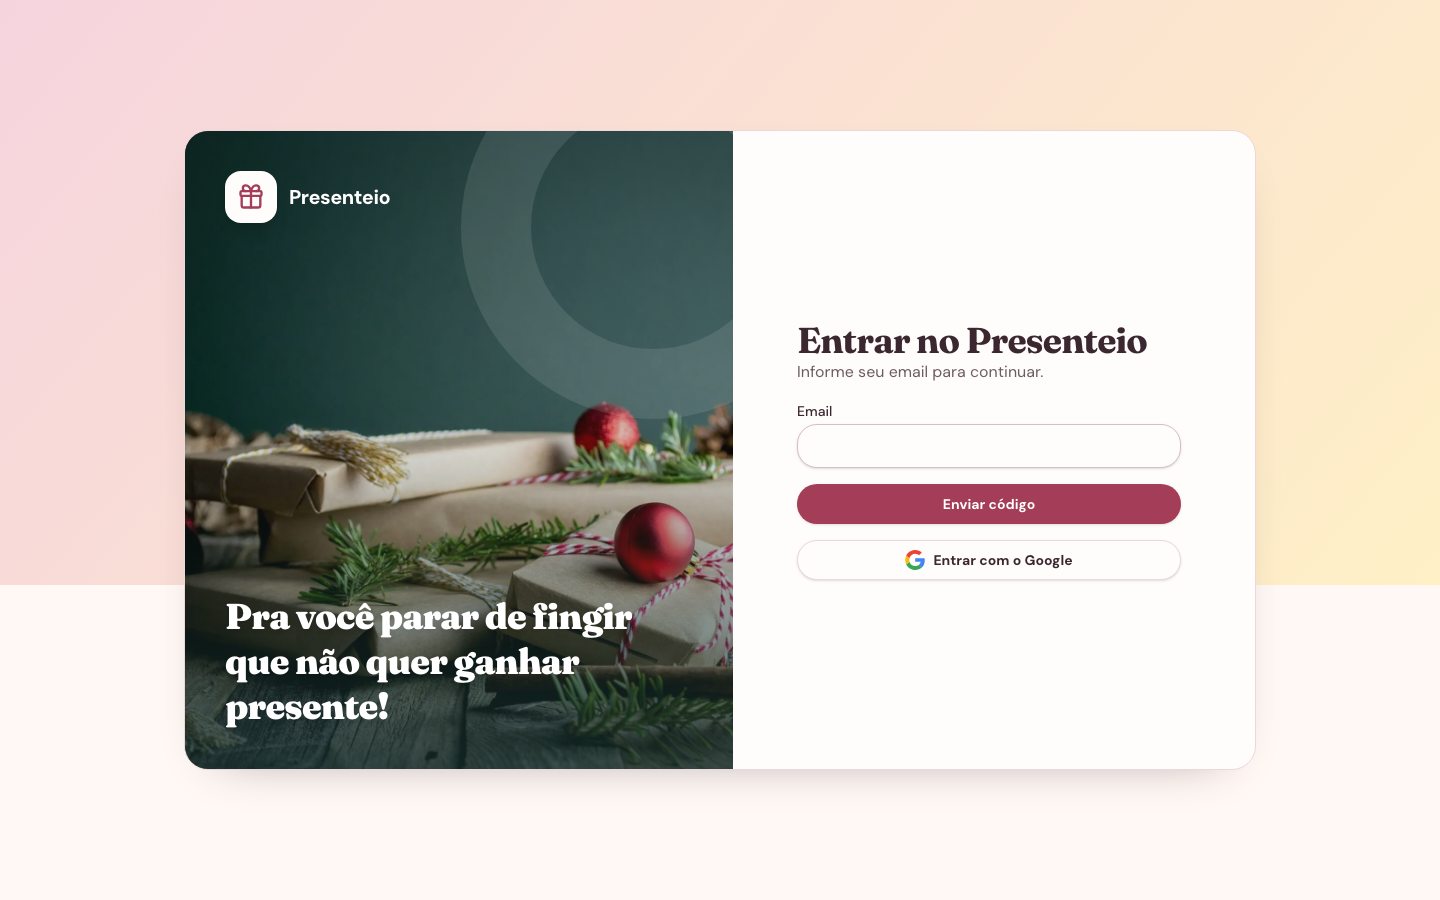 Presenteio
Pra você parar de fingir
que não quer ganhar
presente!
Entrar no Presenteio
Informe seu email para continuar.
Email
Enviar código
Entrar com o Google